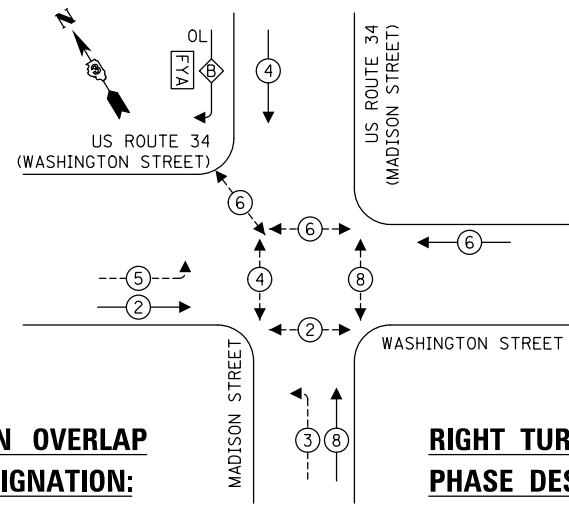 N
OL
B
FYA
4
US ROUTE 34
(MADISON STREET)
US ROUTE 34
(WASHINGTON STREET)
6
6
6
5
4
8
2
2
WASHINGTON STREET
MADISON STREET
3
8
N OVERLAP
IGNATION:
RIGHT TUR
PHASE DES